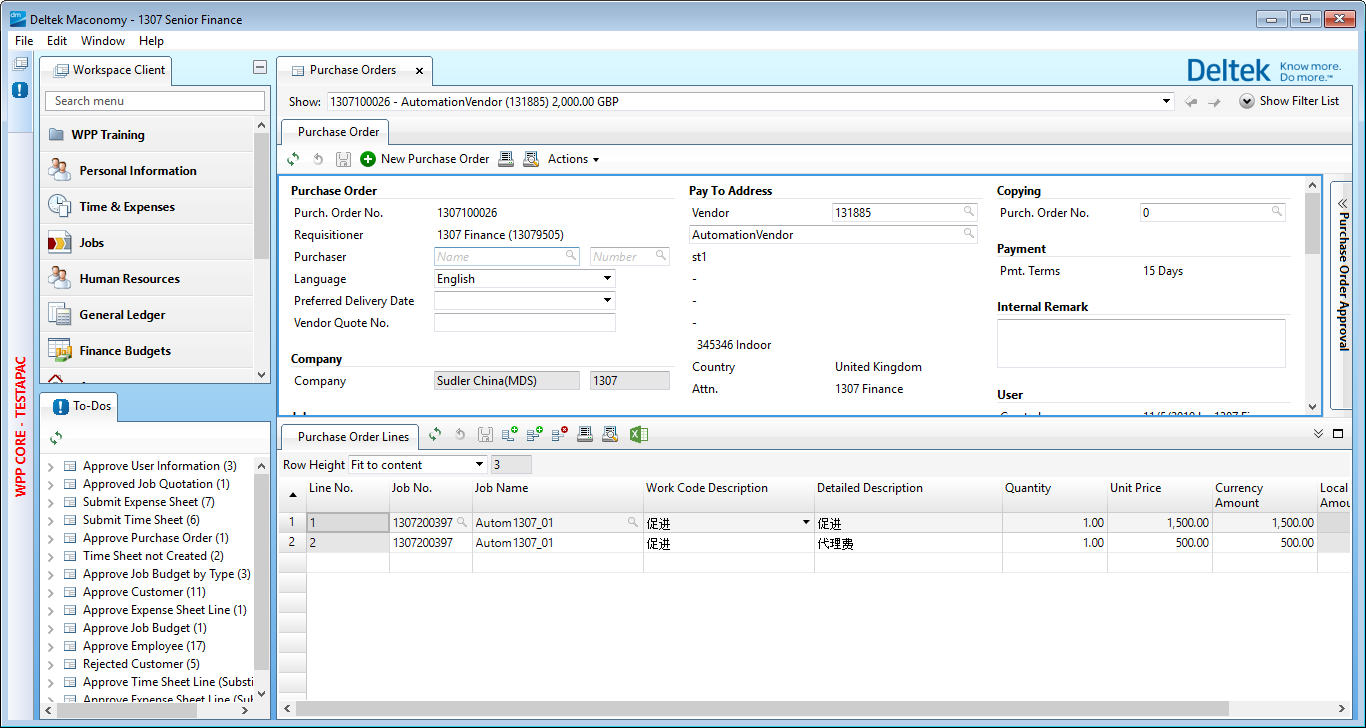 Deltek Maconomy - 1307 Senior Finance
File Edit Window Help
Workspace Client
Search menu
WPP Training
Personal Information
Time & Expenses
Jobs
Human Resources
General Ledger
Finance Budgets
WPP CORE - TESTAPAC
To-Dos
Approve User Information (3)
Approved Job Quotation (1)
Submit Expense Sheet (7)
Submit Time Sheet (6)
Approve Purchase Order (1)
Time Sheet not Created (2)
Approve Job Budget by Type (3)
Approve Customer (11)
Approve Expense Sheet Line (1)
Approve Job Budget (1)
Approve Employee (17)
Rejected Customer (5)
Approve Time Sheet Line (Substi
Approve Expense Sheet Line (Sub
Purchase Orders
Deltek Know more.
Do more.™
Show: 1307100026 - AutomationVendor (131885) 2,000.00 GBP
Show Filter List
Purchase Order
New Purchase Order Actions
Purchase Order
Purch. Order No. 1307100026
Requisitioner 1307 Finance (13079505)
Purchaser Name Number
Language English
Preferred Delivery Date
Vendor Quote No.
Company
Company Sudler China(MDS) 1307
Pay To Address
Vendor 131885
AutomationVendor
st1
-
-
-
345346 Indoor
Country United Kingdom
Attn. 1307 Finance
Copying
Purch. Order No. 0
Payment
Pmt. Terms 15 Days
Internal Remark
User
Purchase Order Approval
Purchase Order Lines
Row Height Fit to content 3
Line No. Job No. Job Name Work Code Description Detailed Description Quantity Unit Price Currency Amount Local Amou
1 1 1307200397 Autom1307_01 促进 促进 1.00 1,500.00 1,500.00
2 2 1307200397 Autom1307_01 促进 代理费 1.00 500.00 500.00